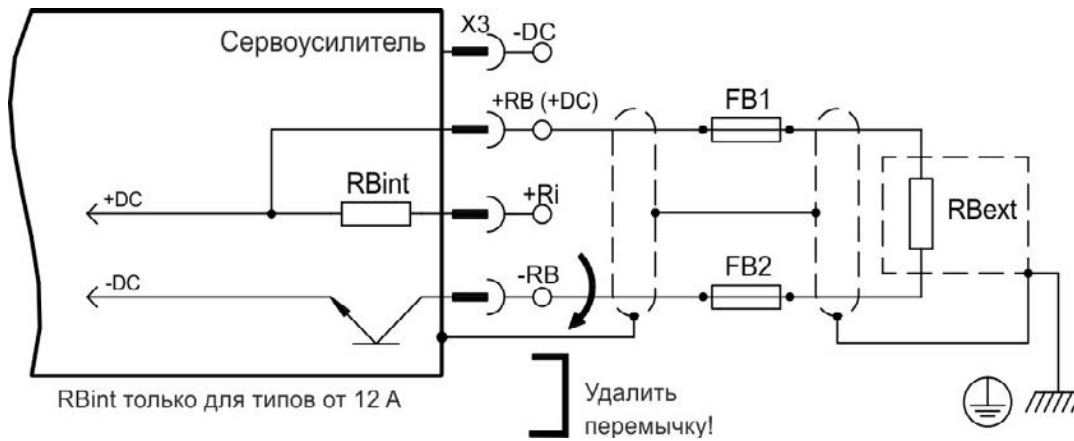 Сервоусилитель
X3
-DC
+RB (+DC)
FB1
RBint
+Ri
RBext
+DC
-DC
-RB
FB2
RBint только для типов от 12 А
Удалить
перемычку!